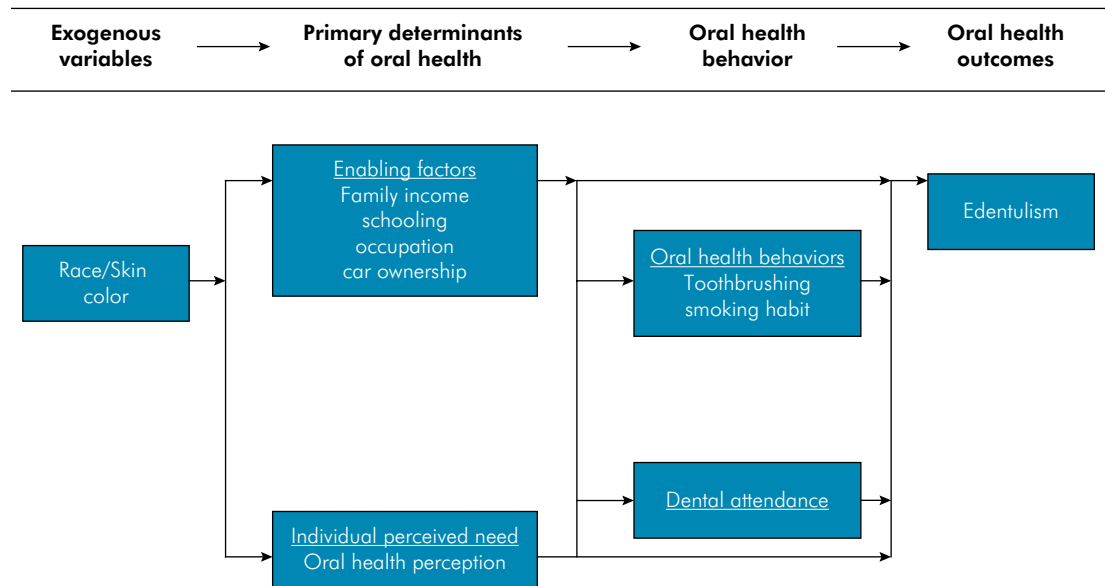 Exogenous
variables
Primary determinants
of oral health
Oral health
behavior
Oral health
outcomes
Race/Skin
color
Enabling factors
Family income
schooling
occupation
car ownership
Individual perceived need
Oral health perception
Oral health behaviors
Toothbrushing
smoking habit
Dental attendance
Edentulism